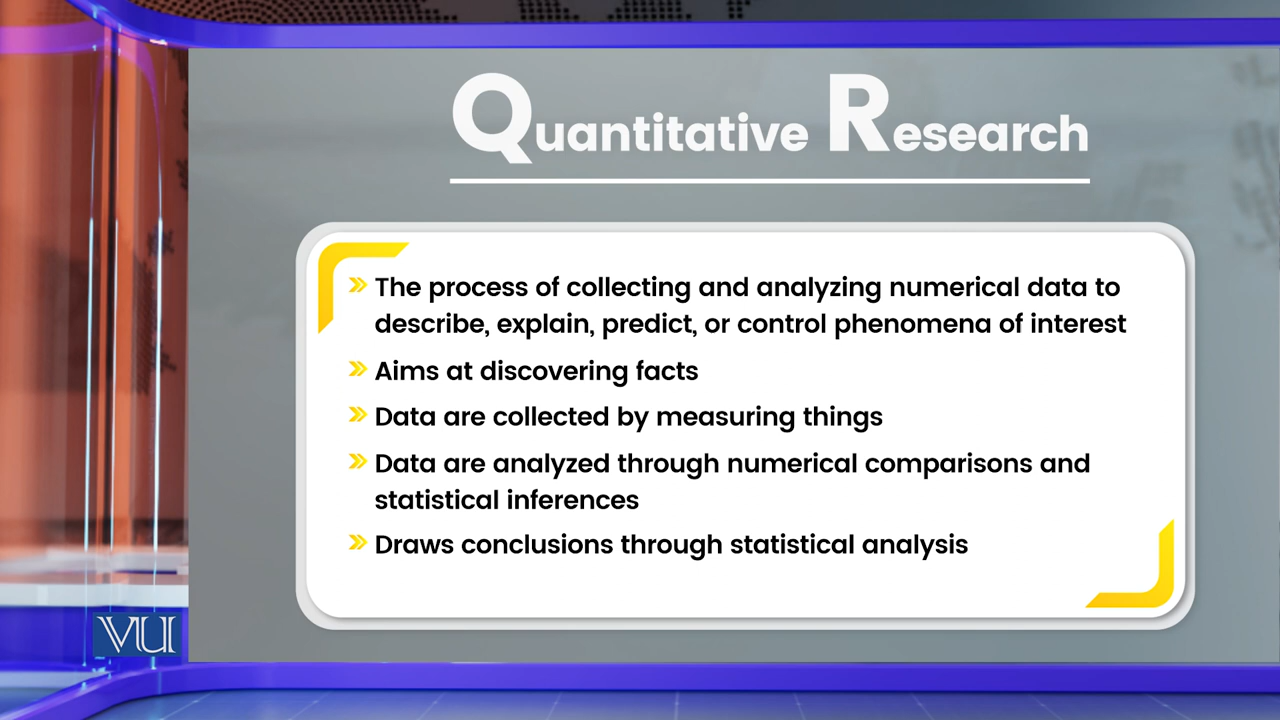 Quantitative Research
The process of collecting and analyzing numerical data to
describe, explain, predict, or control phenomena of interest
Aims at discovering facts
Data are collected by measuring things
Data are analyzed through numerical comparisons and
statistical inferences
Draws conclusions through statistical analysis
VU